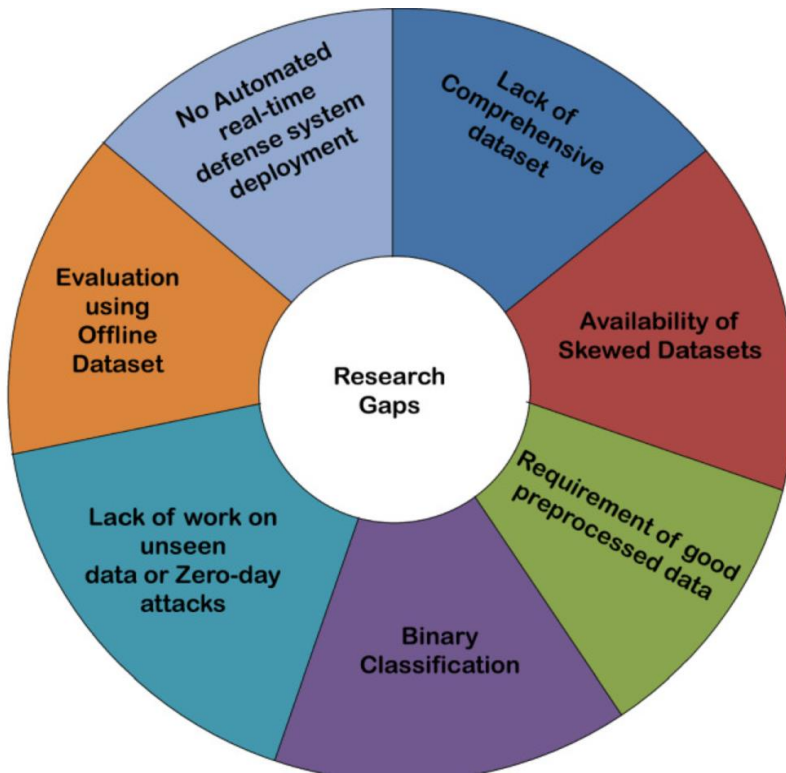 No Automated
real-time
defense system
deployment
Lack of
Comprehensive
dataset
Evaluation
using
Offline
Dataset
Availability of
Skewed Datasets
Research
Gaps
Requirement of good
preprocessed data
Lack of work on
unseen
data or Zero-day
attacks
Binary
Classification